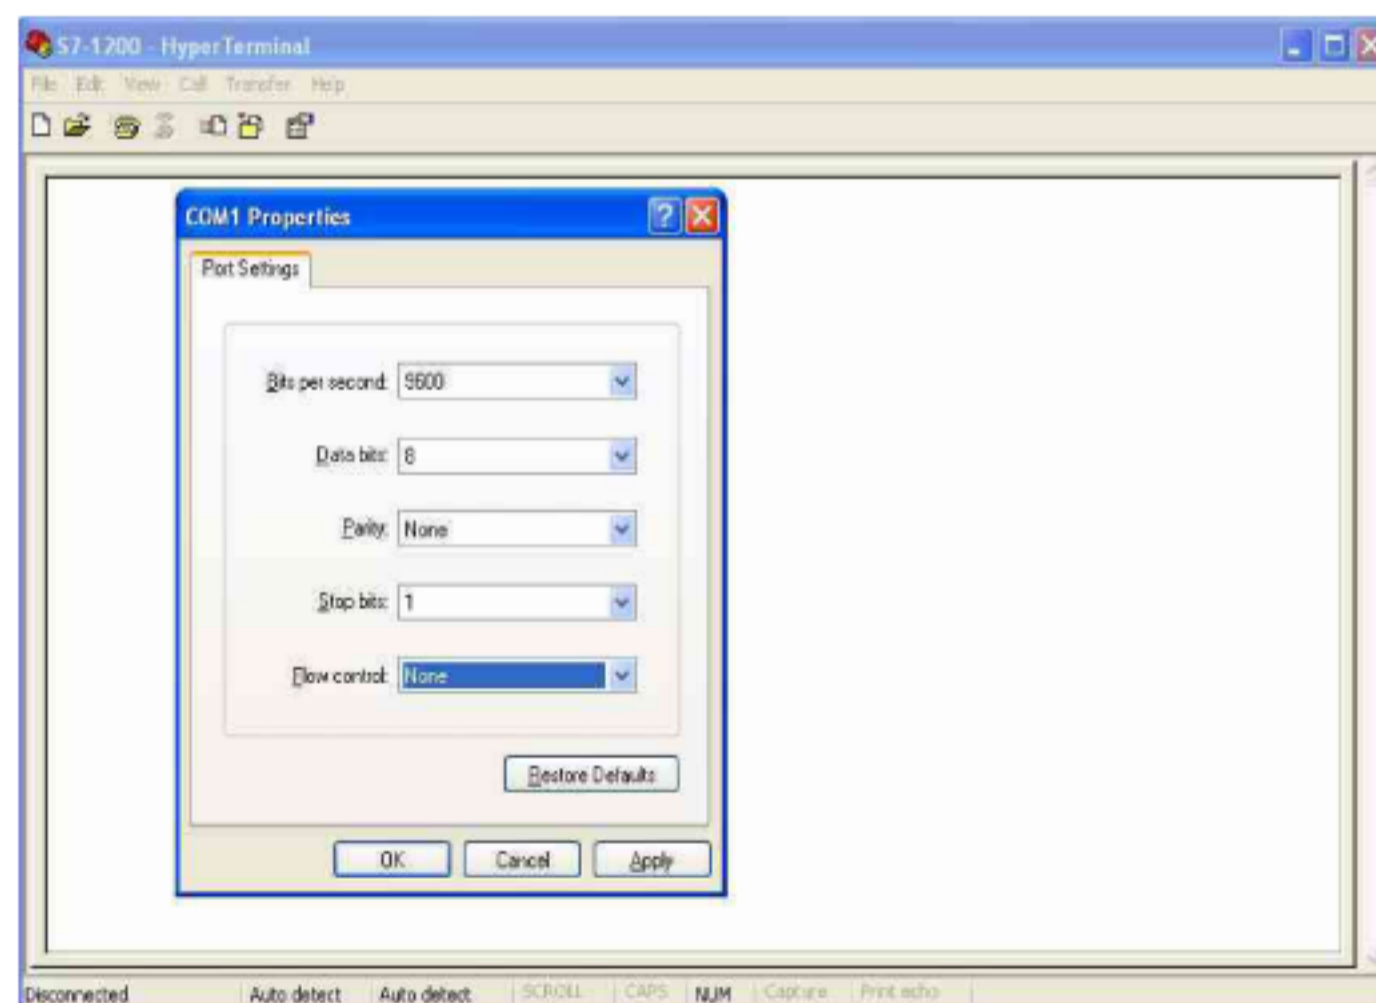 S7-1200 - HyperTerminal
File Edit View Call Transfer Help
COM1 Properties
Port Settings
Bits per second: 9600
Data bits: 8
Parity: None
Stop bits: 1
Flow control: None
Restore Defaults
OK Cancel Apply
Disconnected Auto detect Auto detect SCROLL CAPS NUM Capture Print echo